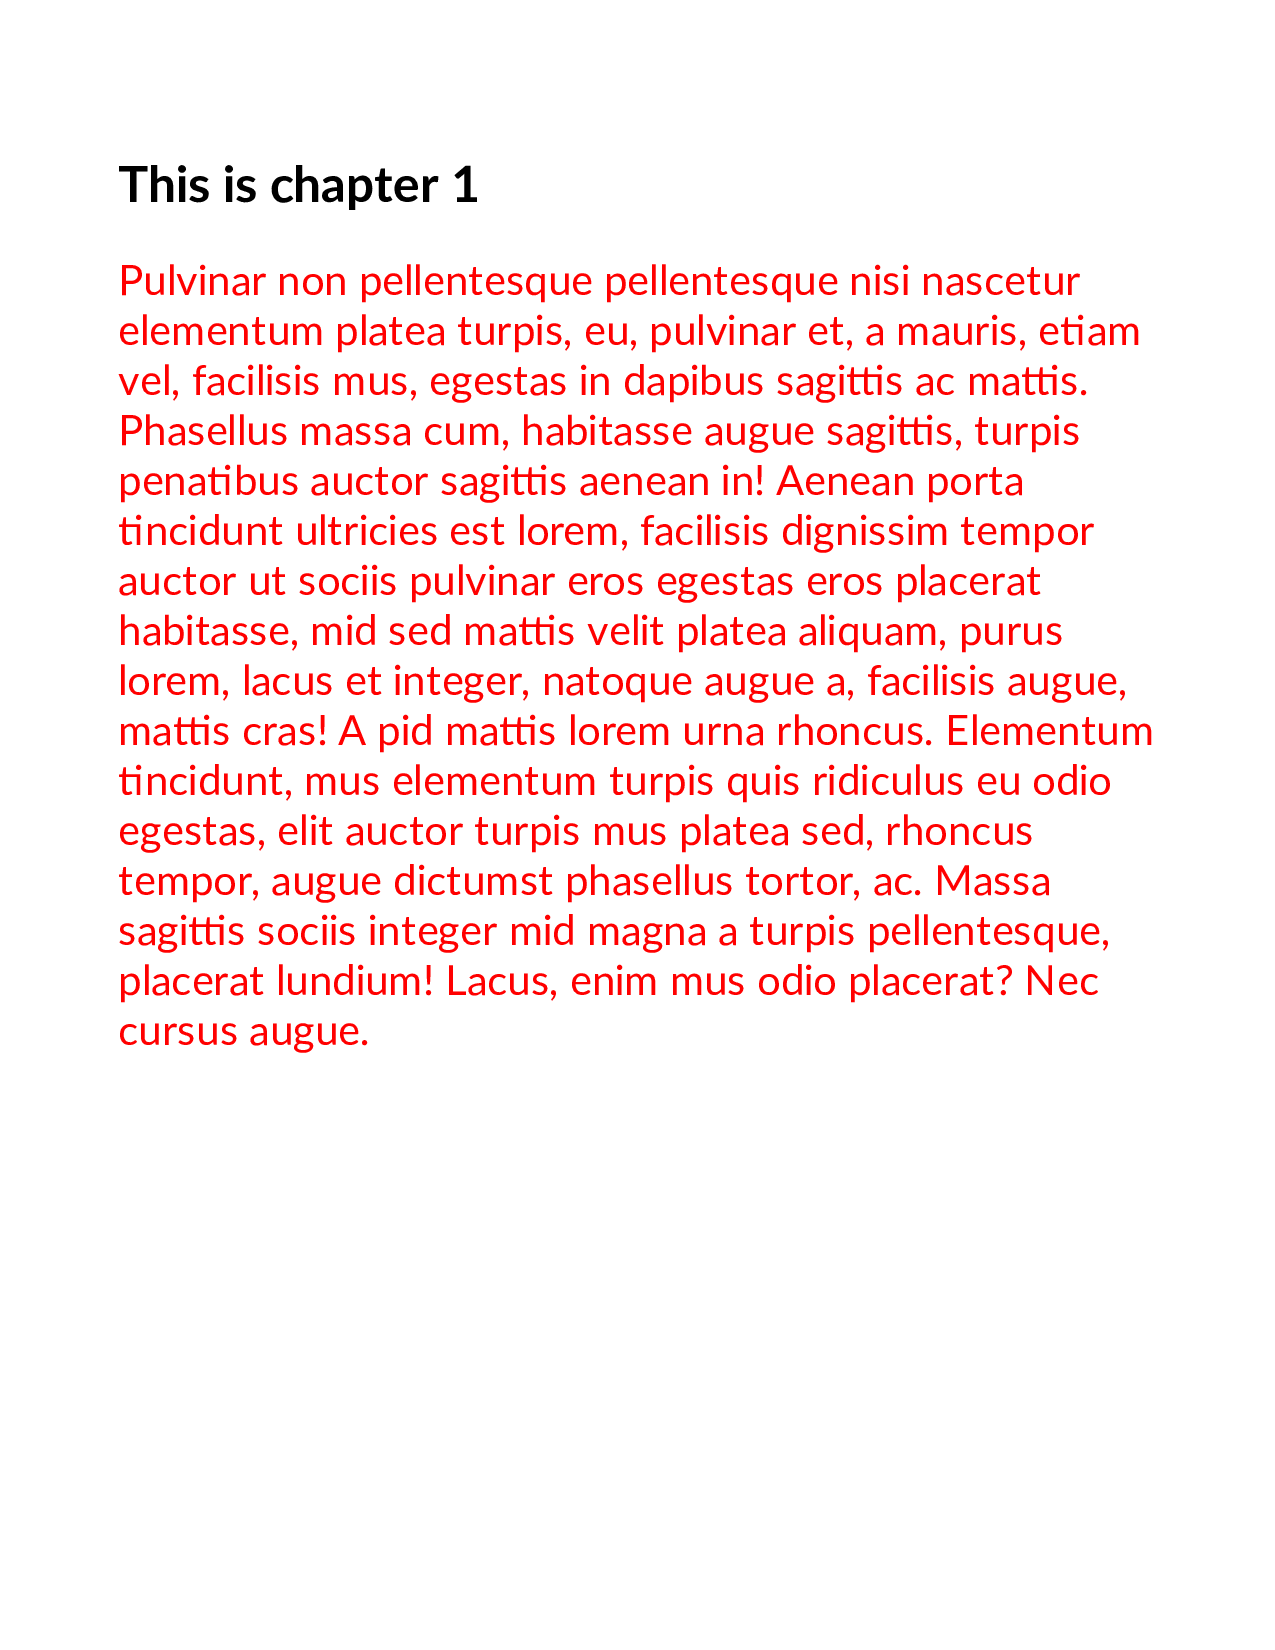 This is chapter 1
Pulvinar non pellentesque pellentesque nisi nascetur
elementum platea turpis, eu, pulvinar et, a mauris, etiam
vel, facilisis mus, egestas in dapibus sagittis ac mattis.
Phasellus massa cum, habitasse augue sagittis, turpis
penatibus auctor sagittis aenean in! Aenean porta
tincidunt ultricies est lorem, facilisis dignissim tempor
auctor ut sociis pulvinar eros egestas eros placerat
habitasse, mid sed mattis velit platea aliquam, purus
lorem, lacus et integer, natoque augue a, facilisis augue,
mattis cras! A pid mattis lorem urna rhoncus. Elementum
tincidunt, mus elementum turpis quis ridiculus eu odio
egestas, elit auctor turpis mus platea sed, rhoncus
tempor, augue dictumst phasellus tortor, ac. Massa
sagittis sociis integer mid magna a turpis pellentesque,
placerat lundium! Lacus, enim mus odio placerat? Nec
cursus augue.